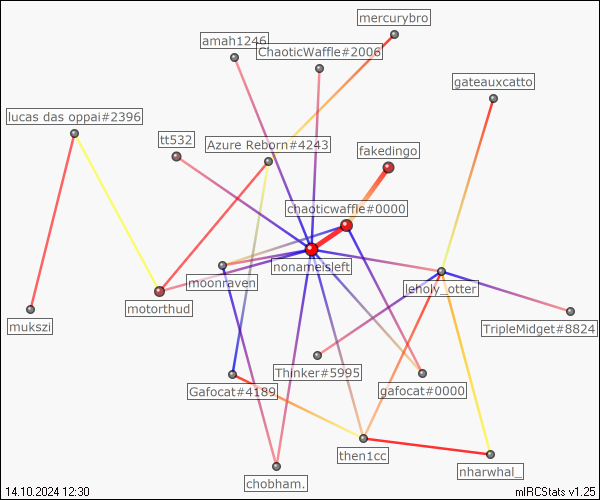 mercurybro
amah1246
ChaoticWaffle#2006
gateauxcatto
lucas das oppai#2396
tt532
Azure Reborn#4243
fakedingo
chaoticwaffle#0000
nonameisleft
moonraven
leholy_otter
motorthud
mukszi
TripleMidget#8824
Thinker#5995
Gafocat#4189
gafocat#0000
then1cc
nharwhal_
chobham.
14.10.2024 12:30
mIRCStats v1.25